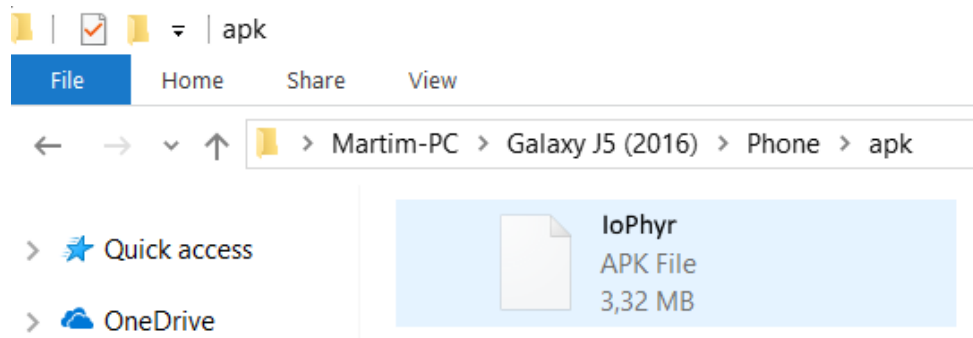 apk
File Home Share View
Martim-PC > Galaxy J5 (2016) > Phone > apk
IoPhyr
Quick access
APK File
3,32 MB
OneDrive